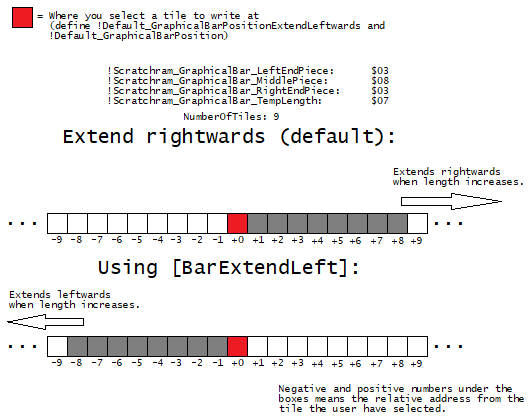 = Where you select a tile to write at
(define !Default_GraphicalBarPositionExtendLeftwards and
!Default_GraphicalBarPosition)
!Scratchram_GraphicalBar_LeftEndPiece: $03
!Scratchram_GraphicalBar_MiddlePiece: $08
!Scratchram_GraphicalBar_RightEndPiece: $03
!Scratchram_GraphicalBar_TempLength: $07
NumberOfTiles: 9
Extend rightwards (default):
Extends rightwards
when length increases.
... ...
-9 -8 -7 -6 -5 -4 -3 -2 -1 +0 +1 +2 +3 +4 +5 +6 +7 +8 +9
Using [BarExtendLeft]:
Extends leftwards
when length increases.
... ...
-9 -8 -7 -6 -5 -4 -3 -2 -1 +0 +1 +2 +3 +4 +5 +6 +7 +8 +9
Negative and positive numbers under the
boxes means the relative address from the
tile the user have selected.